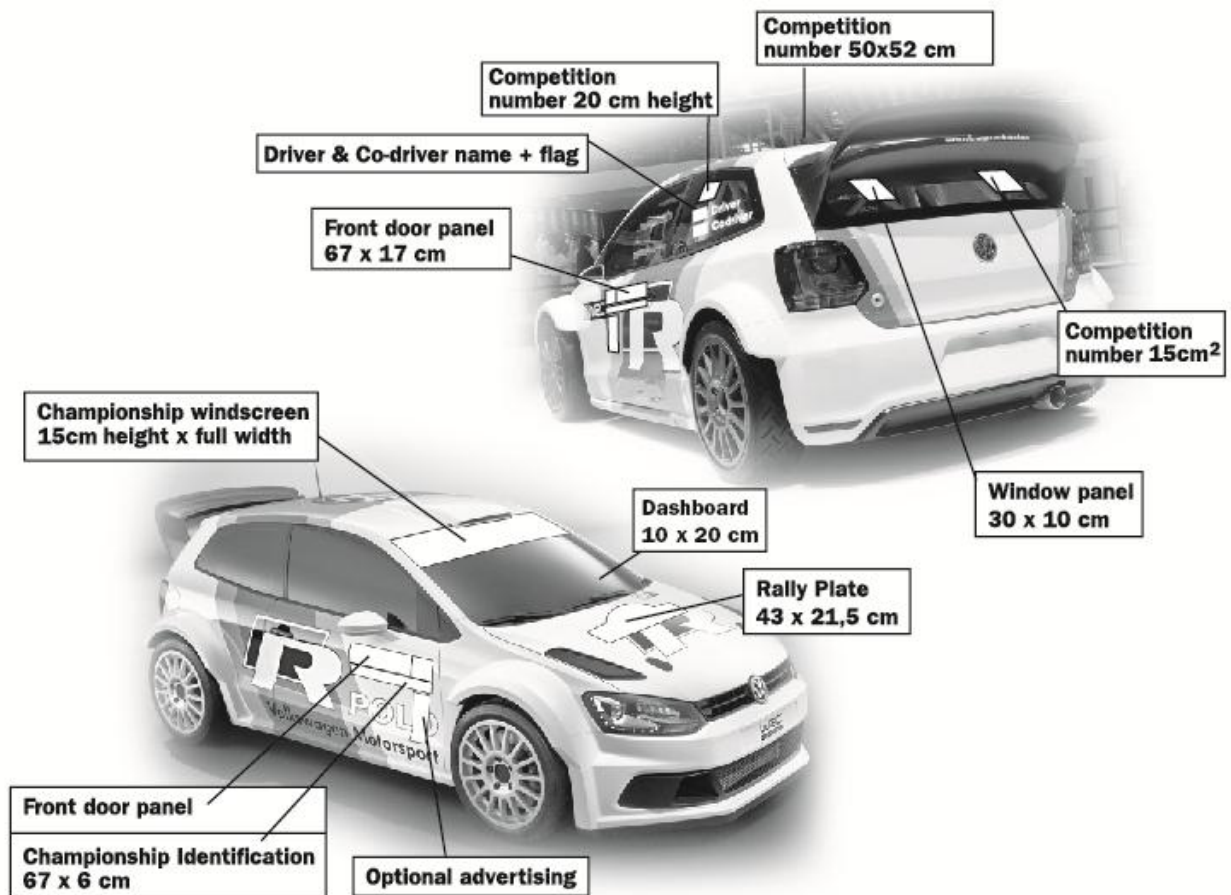 Competition
number 50x52 cm
Competition
number 20 cm height
Driver & Co-driver name + flag
Driver
Codriver
Front door panel
67 x 17 cm
R
Competition
number 15cm²
Championship windscreen
15cm height x full width
Window panel
30 x 10 cm
Dashboard
10 x 20 cm
Rally Plate
43 x 21,5 cm
R
R
POLO
Volkswagen Motorsport
Front door panel
Championship Identification
67 x 6 cm
Optional advertising